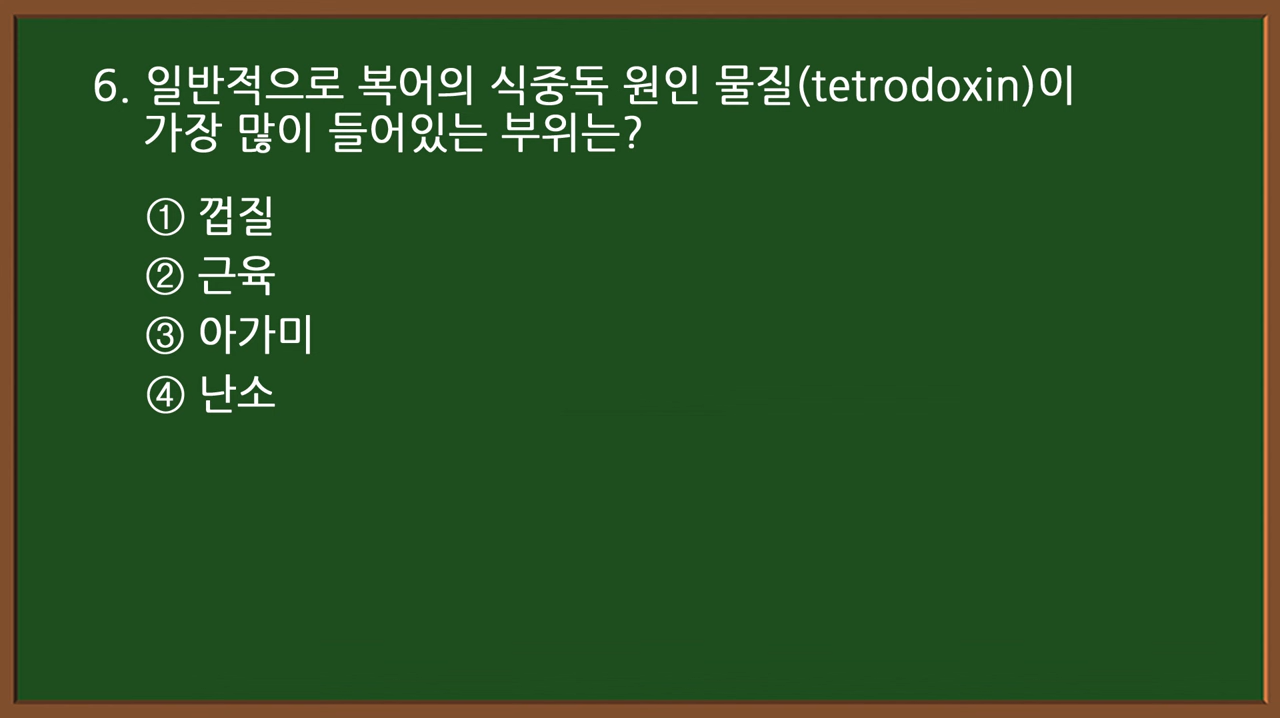 6. 일반적으로 복어의 식중독 원인 물질(tetrodoxin)이
가장 많이 들어있는 부위는?
① 껍질
② 근육
③ 아가미
④ 난소